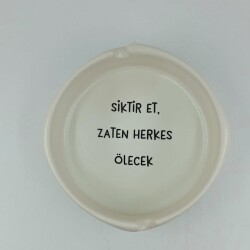 SİKTİR ET,
ZATEN HERKES
ÖLECEK